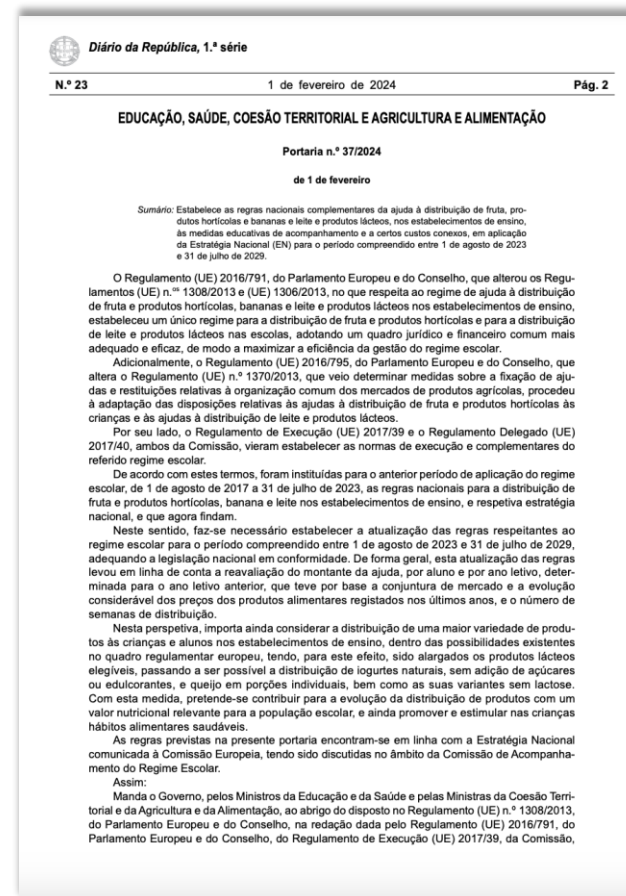 Diário da República, 1.ª série
N.º 23 1 de fevereiro de 2024 Pág. 2
EDUCAÇÃO, SAÚDE, COESÃO TERRITORIAL E AGRICULTURA E ALIMENTAÇÃO
Portaria n.º 37/2024
de 1 de fevereiro
Sumário: Estabelece as regras nacionais complementares da ajuda à distribuição de fruta, pro-
dutos hortícolas e bananas e leite e produtos lácteos, nos estabelecimentos de ensino,
às medidas educativas de acompanhamento e a certos custos conexos, em aplicação
da Estratégia Nacional (EN) para o período compreendido entre 1 de agosto de 2023
e 31 de julho de 2029.
O Regulamento (UE) 2016/791, do Parlamento Europeu e do Conselho, que alterou os Regu-
lamentos (UE) n.ºs 1308/2013 e (UE) 1306/2013, no que respeita ao regime de ajuda à distribuição
de fruta e produtos hortícolas, bananas e leite e produtos lácteos nos estabelecimentos de ensino,
estabeleceu um único regime para a distribuição de fruta e produtos hortícolas e para a distribuição
de leite e produtos lácteos nas escolas, adotando um quadro jurídico e financeiro comum mais
adequado e eficaz, de modo a maximizar a eficiência da gestão do regime escolar.
Adicionalmente, o Regulamento (UE) 2016/795, do Parlamento Europeu e do Conselho, que
altera o Regulamento (UE) n.º 1370/2013, que veio determinar medidas sobre a fixação de aju-
das e restituições relativas à organização comum dos mercados de produtos agrícolas, procedeu
à adaptação das disposições relativas às ajudas à distribuição de fruta e produtos hortícolas às
crianças e às ajudas à distribuição de leite e produtos lácteos.
Por seu lado, o Regulamento de Execução (UE) 2017/39 e o Regulamento Delegado (UE)
2017/40, ambos da Comissão, vieram estabelecer as normas de execução e complementares do
referido regime escolar.
De acordo com estes termos, foram instituídas para o anterior período de aplicação do regime
escolar, de 1 de agosto de 2017 a 31 de julho de 2023, as regras nacionais para a distribuição de
fruta e produtos hortícolas, banana e leite nos estabelecimentos de ensino, e respetiva estratégia
nacional, e que agora findam.
Neste sentido, faz-se necessário estabelecer a atualização das regras respeitantes ao
regime escolar para o período compreendido entre 1 de agosto de 2023 e 31 de julho de 2029,
adequando a legislação nacional em conformidade. De forma geral, esta atualização das regras
levou em linha de conta a reavaliação do montante da ajuda, por aluno e por ano letivo, deter-
minada para o ano letivo anterior, que teve por base a conjuntura de mercado e a evolução
considerável dos preços dos produtos alimentares registados nos últimos anos, e o número de
semanas de distribuição.
Nesta perspetiva, importa ainda considerar a distribuição de uma maior variedade de produ-
tos às crianças e alunos nos estabelecimentos de ensino, dentro das possibilidades existentes
no quadro regulamentar europeu, tendo, para este efeito, sido alargados os produtos lácteos
elegíveis, passando a ser possível a distribuição de iogurtes naturais, sem adição de açúcares
ou edulcorantes, e queijo em porções individuais, bem como as suas variantes sem lactose.
Com esta medida, pretende-se contribuir para a evolução da distribuição de produtos com um
valor nutricional relevante para a população escolar, e ainda promover e estimular nas crianças
hábitos alimentares saudáveis.
As regras previstas na presente portaria encontram-se em linha com a Estratégia Nacional
comunicada à Comissão Europeia, tendo sido discutidas no âmbito da Comissão de Acompanha-
mento do Regime Escolar.
Assim:
Manda o Governo, pelos Ministros da Educação e da Saúde e pelas Ministras da Coesão Terri-
torial e da Agricultura e da Alimentação, ao abrigo do disposto no Regulamento (UE) n.º 1308/2013,
do Parlamento Europeu e do Conselho, na redação dada pelo Regulamento (UE) 2016/791, do
Parlamento Europeu e do Conselho, do Regulamento de Execução (UE) 2017/39, da Comissão,